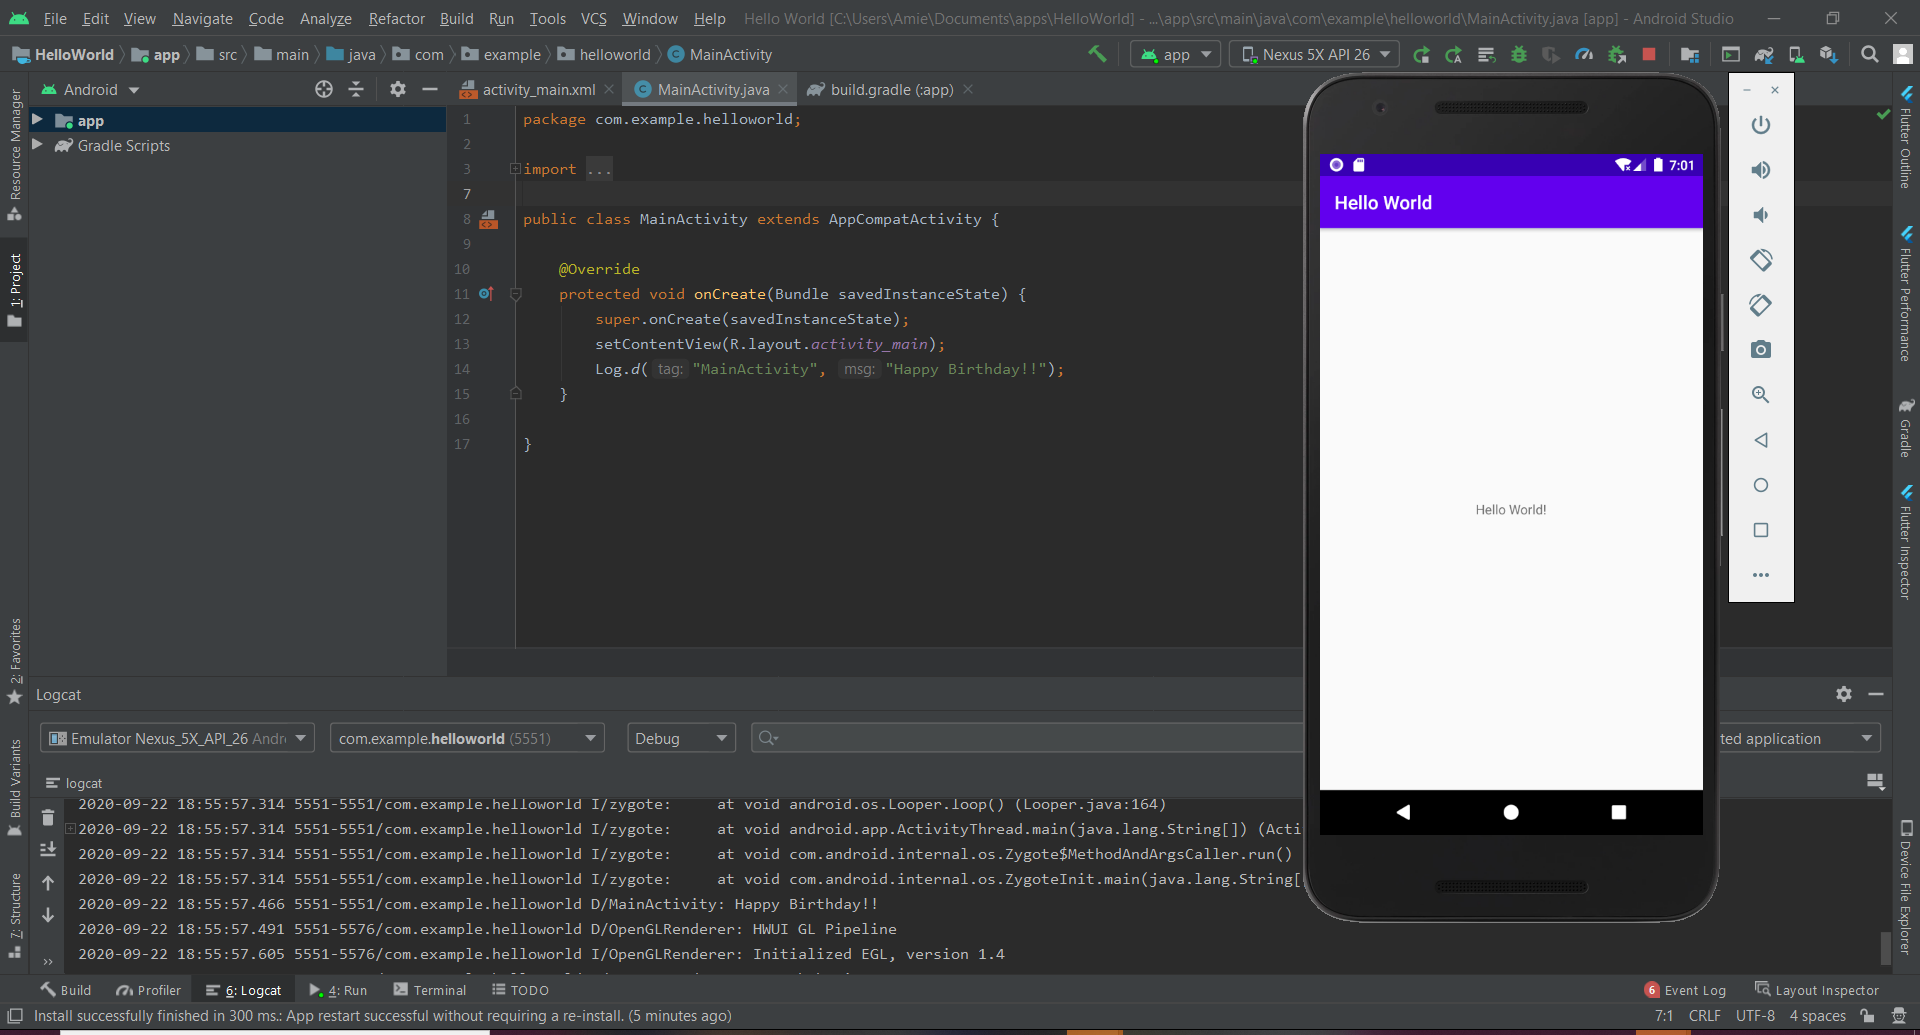 File Edit View Navigate Code Analyze Refactor Build Run Tools VCS Window Help Hello World [C:\Users\Amie\Documents\apps\HelloWorld] - ...\app\src\main\java\com\example\helloworld\MainActivity.java [app] - Android Studio
HelloWorld app src main java com example helloworld MainActivity app Nexus 5X API 26
Android activity_main.xml MainActivity.java build.gradle (:app)
app
Gradle Scripts
Resource Manager
1: Project
2: Favorites
Build Variants
7: Structure
1 package com.example.helloworld;
2
3 import ...
7
8 public class MainActivity extends AppCompatActivity {
9
10 @Override
11 protected void onCreate(Bundle savedInstanceState) {
12 super.onCreate(savedInstanceState);
13 setContentView(R.layout.activity_main);
14 Log.d( tag: "MainActivity", msg: "Happy Birthday!!");
15 }
16
17 }
7:01
Hello World
Hello World!
Flutter Outline
Flutter Performance
Gradle
Flutter Inspector
Device File Explorer
Logcat
Emulator Nexus_5X_API_26 Andr com.example.helloworld (5551) Debug ted application
logcat
2020-09-22 18:55:57.314 5551-5551/com.example.helloworld I/zygote: at void android.os.Looper.loop() (Looper.java:164)
2020-09-22 18:55:57.314 5551-5551/com.example.helloworld I/zygote: at void android.app.ActivityThread.main(java.lang.String[]) (Acti
2020-09-22 18:55:57.314 5551-5551/com.example.helloworld I/zygote: at void com.android.internal.os.Zygote$MethodAndArgsCaller.run()
2020-09-22 18:55:57.314 5551-5551/com.example.helloworld I/zygote: at void com.android.internal.os.ZygoteInit.main(java.lang.String[
2020-09-22 18:55:57.466 5551-5551/com.example.helloworld D/MainActivity: Happy Birthday!!
2020-09-22 18:55:57.491 5551-5576/com.example.helloworld D/OpenGLRenderer: HWUI GL Pipeline
2020-09-22 18:55:57.605 5551-5576/com.example.helloworld I/OpenGLRenderer: Initialized EGL, version 1.4
Build Profiler 6: Logcat 4: Run Terminal TODO 6 Event Log Layout Inspector
Install successfully finished in 300 ms.: App restart successful without requiring a re-install. (5 minutes ago) 7:1 CRLF UTF-8 4 spaces